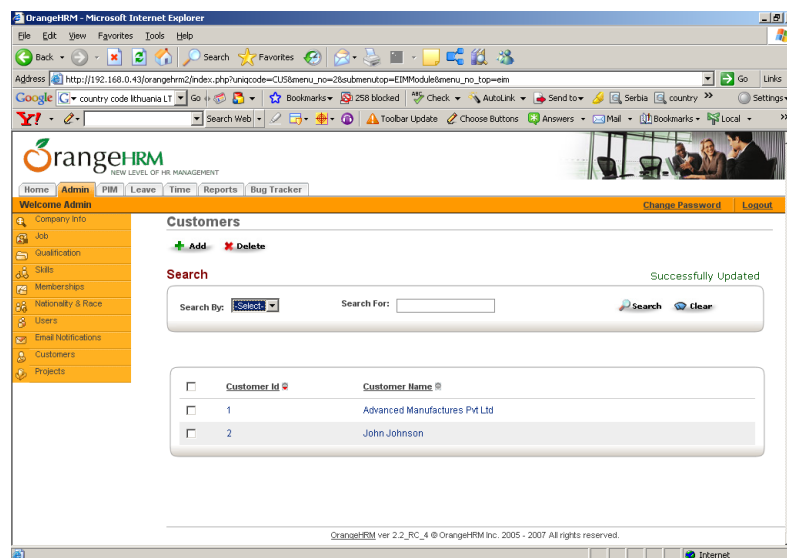 OrangeHRM - Microsoft Internet Explorer
File Edit View Favorites Tools Help
Back Search Favorites
Address http://192.168.0.43/orangehrm2/index.php?uniqcode=CUS&menu_no=2&submenutop=EIMModule&menu_no_top=eim Go Links
Google country code lithuania LT Go Bookmarks 258 blocked Check AutoLink Send to Serbia country Settings
Y! Search Web Toolbar Update Choose Buttons Answers Mail Bookmarks Local
OrangeHRM
NEW LEVEL OF HR MANAGEMENT
Home Admin PIM Leave Time Reports Bug Tracker
Welcome Admin Change Password Logout
Company Info
Job
Qualification
Skills
Memberships
Nationality & Race
Users
Email Notifications
Customers
Projects
Customers
Add Delete
Search Successfully Updated
Search By: -Select- Search For: Search Clear
Customer Id Customer Name
1 Advanced Manufactures Pvt Ltd
2 John Johnson
OrangeHRM ver 2.2_RC_4 © OrangeHRM Inc. 2005 - 2007 All rights reserved.
Internet